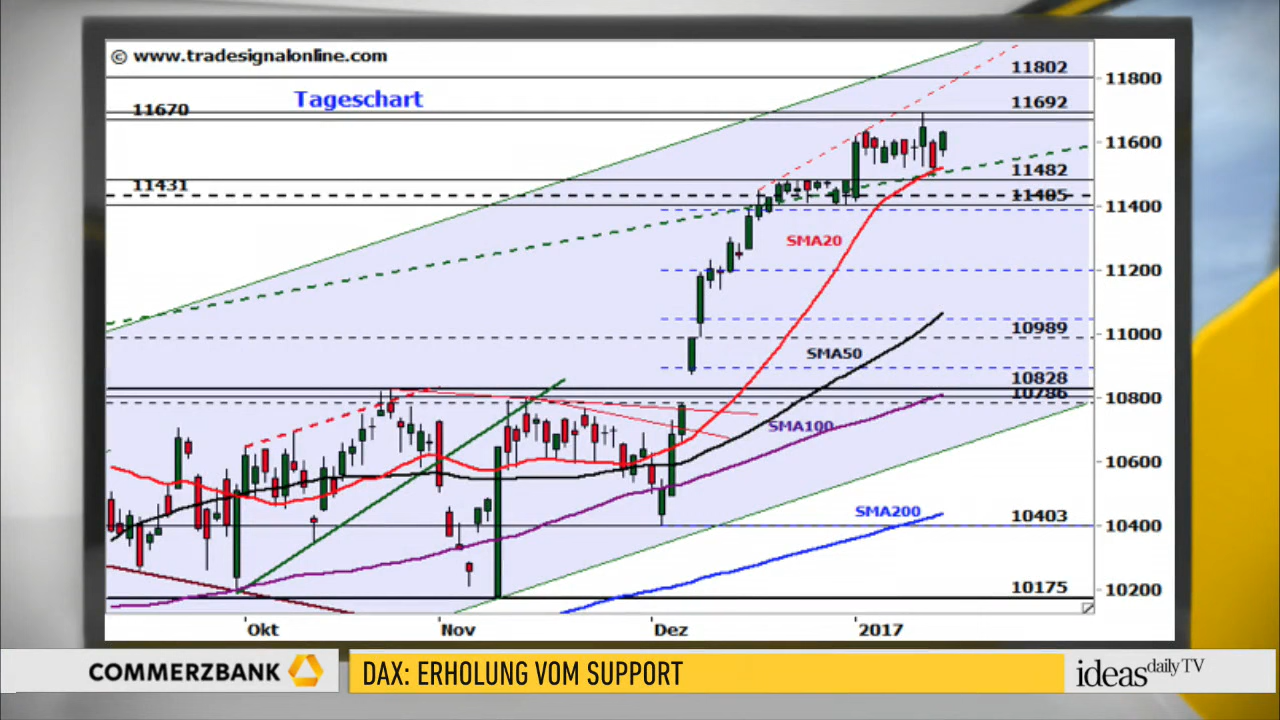 © www.tradesignalonline.com
Tageschart
11802
11800
11670
11692
11600
11482
11431
11405
11400
SMA20
11200
10989
11000
SMA50
10828
10786
10800
SMA100
10600
SMA200
10403
10400
10175
10200
Okt Nov Dez 2017
COMMERZBANK
DAX: ERHOLUNG VOM SUPPORT
ideas daily TV